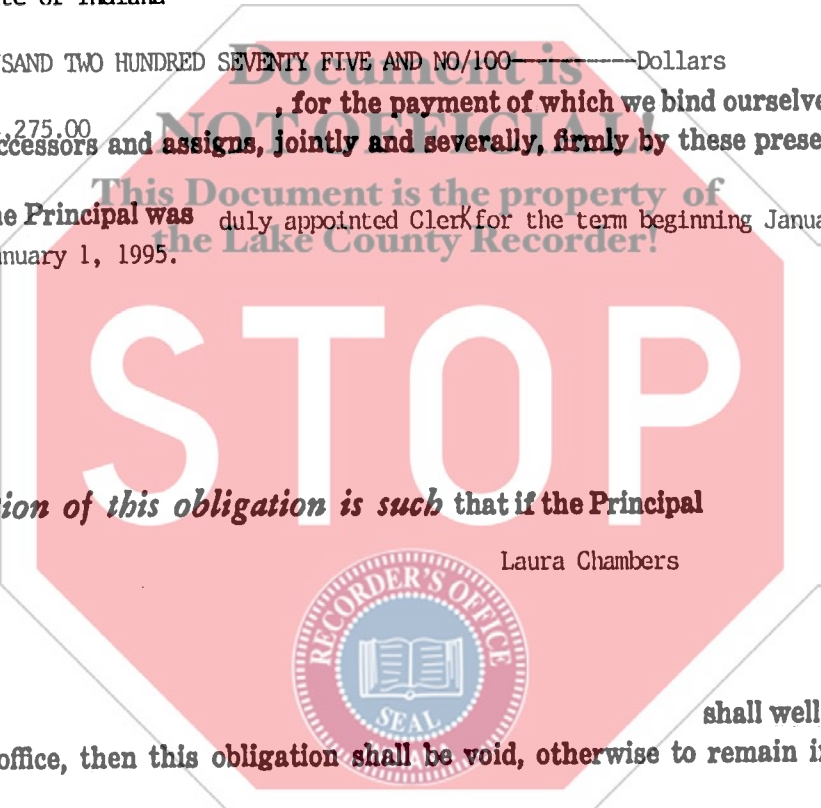 te of Indiana
SAND TWO HUNDRED SEVENTY FIVE AND NO/100------------Dollars
Document is
, for the payment of which we bind ourselve
,275.00
NOT OFFICIAL!
ccessors and assigns, jointly and severally, firmly by these prese
This Document is the property of
he Principal was duly appointed Clerk for the term beginning Janua
the Lake County Recorder!
nuary 1, 1995.
STOP
ion of this obligation is such that if the Principal
Laura Chambers
RECORDER'S OFFICE
SEAL
shall well
office, then this obligation shall be void, otherwise to remain in